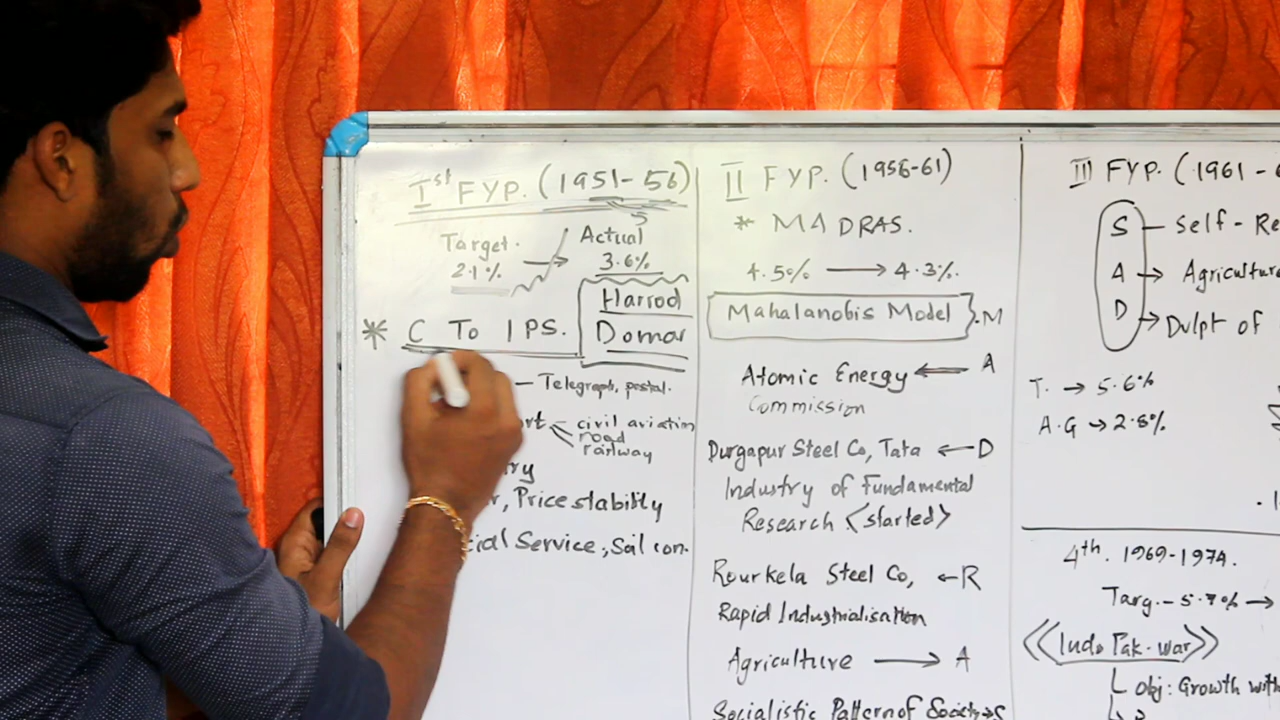 Ist FYP. (1951-56)
5
Target. → Actual
2.1% 3.6%
Harrod
Domar
* C TO IPS.
- Telegraph, postal.
civil aviation
road
railway
Price stability
Service, Soil con.
II FYP. (1956-61)
* MADRAS.
4.5% → 4.3%.
Mahalanobis Model }.M
Atomic Energy ← A
Commission
Durgapur Steel Co, Tata ← D
Industry of Fundamental
Research <started>
Rourkela Steel Co, ← R
Rapid Industrialisation
Agriculture → A
Socialistic Pattern of Society → S
III FYP. (1961 -
S - Self - Re
A → Agriculture
D → Dvlpt of
T. → 5.6%
A.G → 2.8%
4th. 1969-1974.
Targ. - 5.7% →
<<Indo Pak-war>>
Obj: Growth with